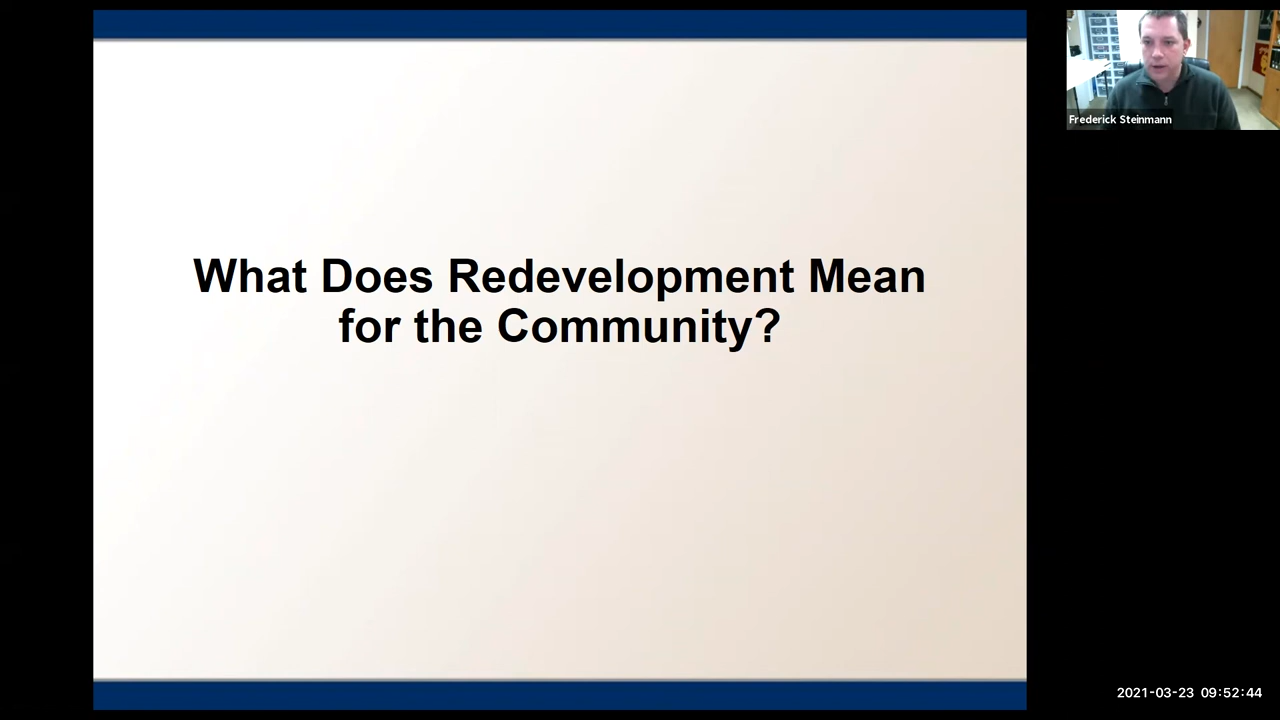 What Does Redevelopment Mean
for the Community?
Frederick Steinmann
2021-03-23 09:52:44